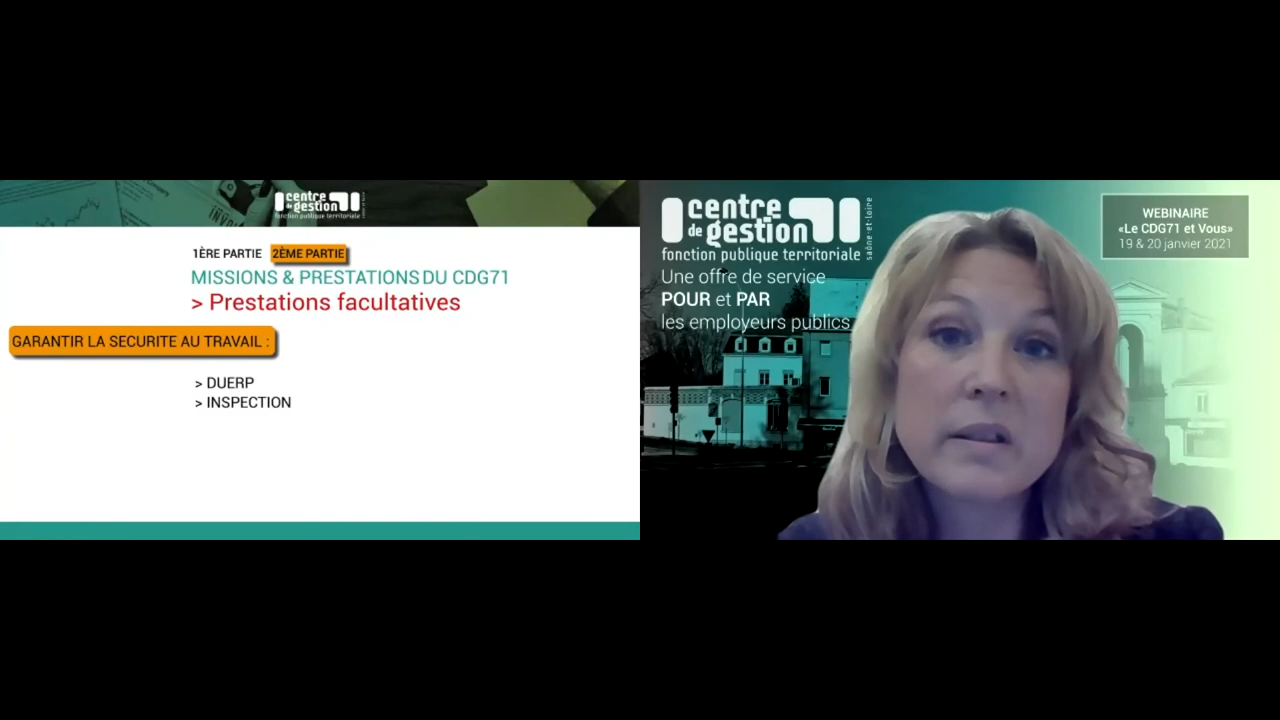 centre
de gestion
fonction publique territoriale
1ÈRE PARTIE 2ÈME PARTIE
MISSIONS & PRESTATIONS DU CDG71
> Prestations facultatives
GARANTIR LA SECURITE AU TRAVAIL :
> DUERP
> INSPECTION
centre
de gestion 71
fonction publique territoriale
saône-et-loire
Une offre de service
POUR et PAR
les employeurs publics
WEBINAIRE
«Le CDG71 et Vous»
19 & 20 janvier 2021